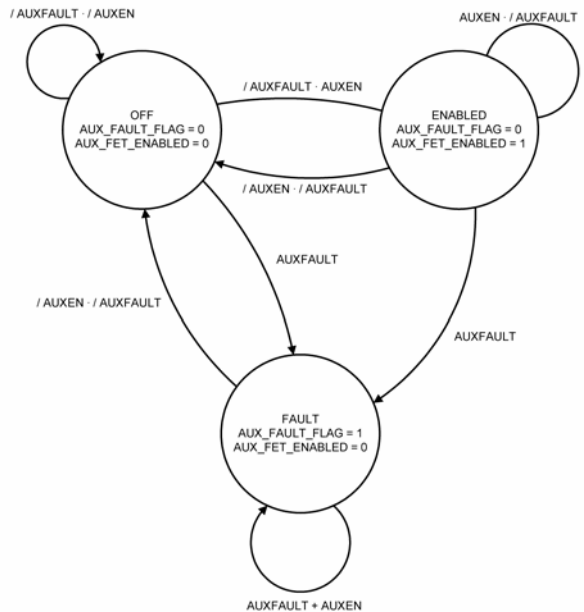 / AUXFAULT · / AUXEN
AUXEN · / AUXFAULT
/ AUXFAULT · AUXEN
OFF
AUX_FAULT_FLAG = 0
AUX_FET_ENABLED = 0
ENABLED
AUX_FAULT_FLAG = 0
AUX_FET_ENABLED = 1
/ AUXEN · / AUXFAULT
AUXFAULT
/ AUXEN · / AUXFAULT
AUXFAULT
FAULT
AUX_FAULT_FLAG = 1
AUX_FET_ENABLED = 0
AUXFAULT + AUXEN